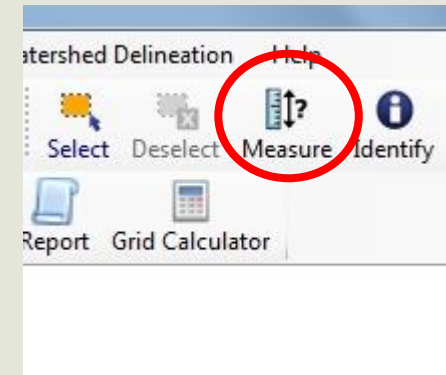 atershed Delineation Help
Select Deselect Measure Identify
Report Grid Calculator